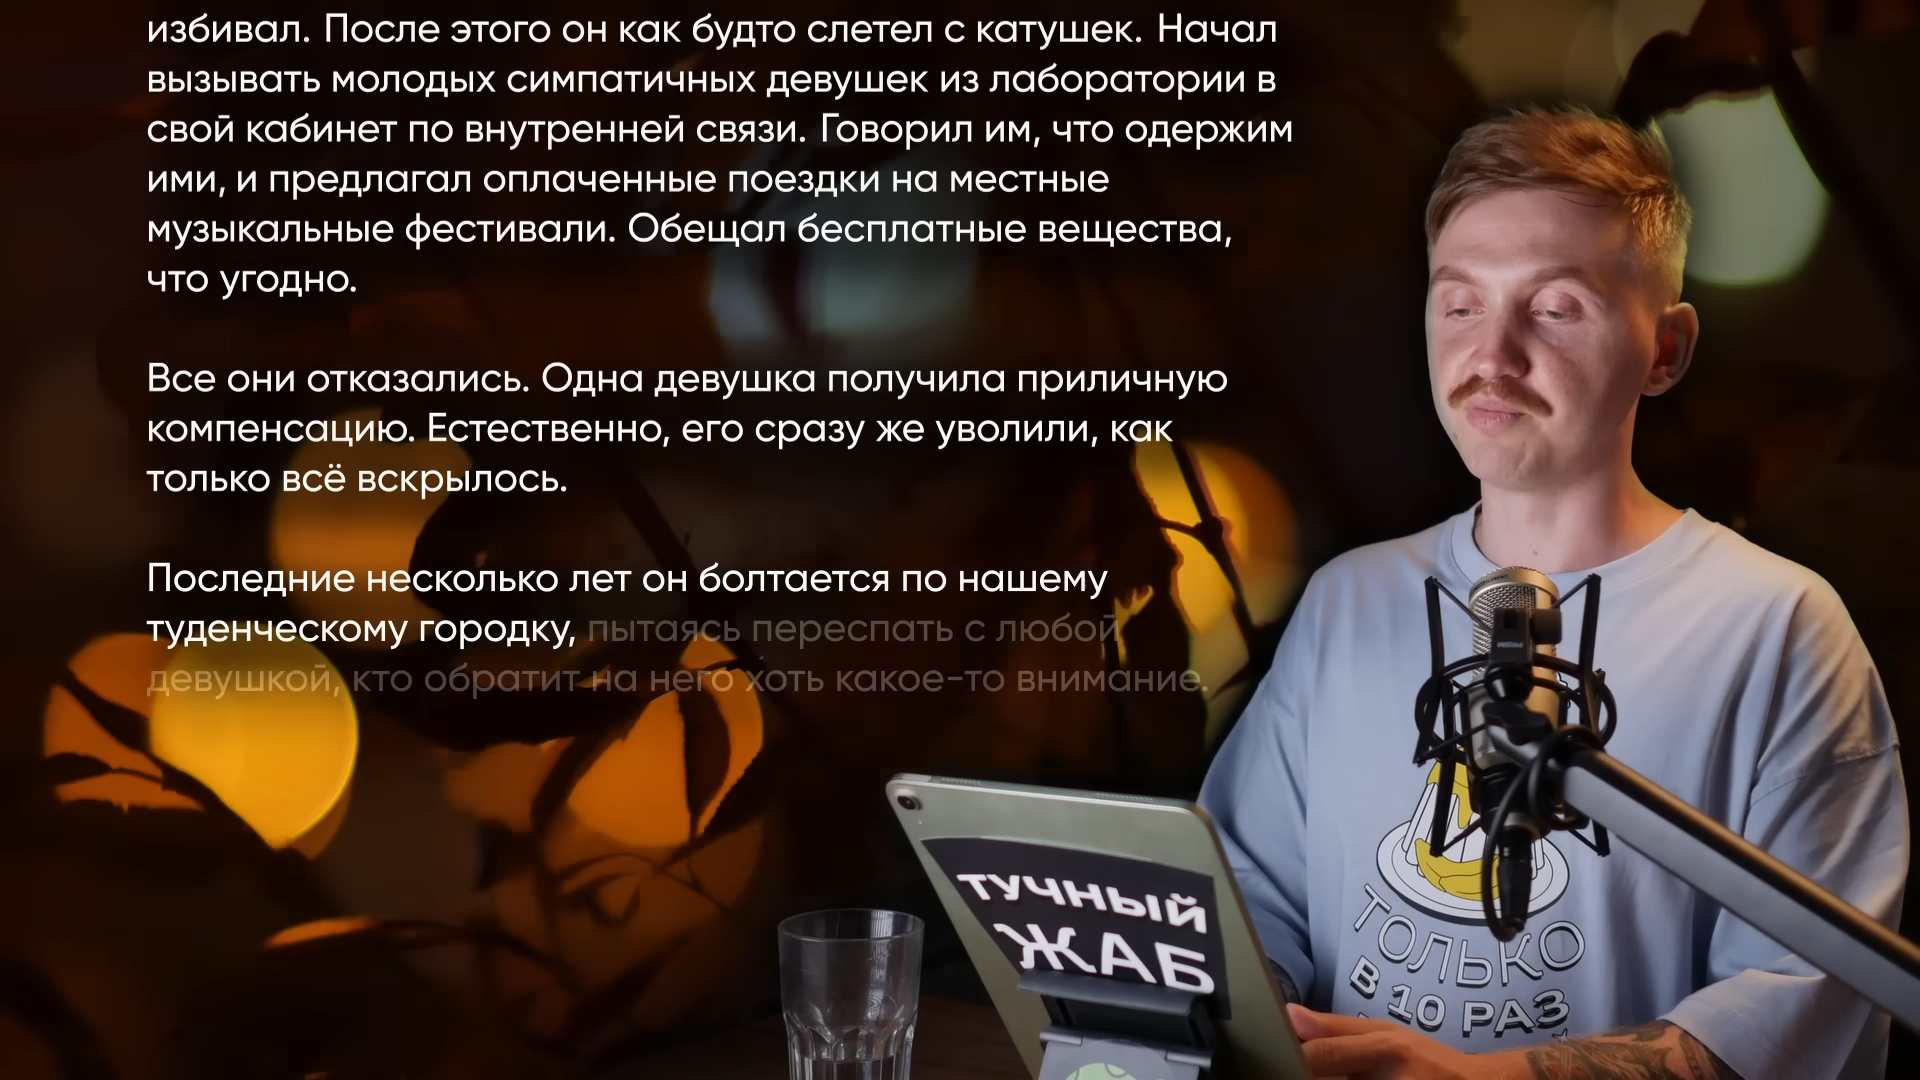 избивал. После этого он как будто слетел с катушек. Начал
вызывать молодых симпатичных девушек из лаборатории в
свой кабинет по внутренней связи. Говорил им, что одержим
ими, и предлагал оплаченные поездки на местные
музыкальные фестивали. Обещал бесплатные вещества,
что угодно.
Все они отказались. Одна девушка получила приличную
компенсацию. Естественно, его сразу же уволили, как
только всё вскрылось.
Последние несколько лет он болтается по нашему
туденческому городку, пытаясь переспать с любой
девушкой, кто обратит на него хоть какое-то внимание.
ТУЧНЫЙ
ЖАБ
ТОЛЬКО
В 10 РАЗ